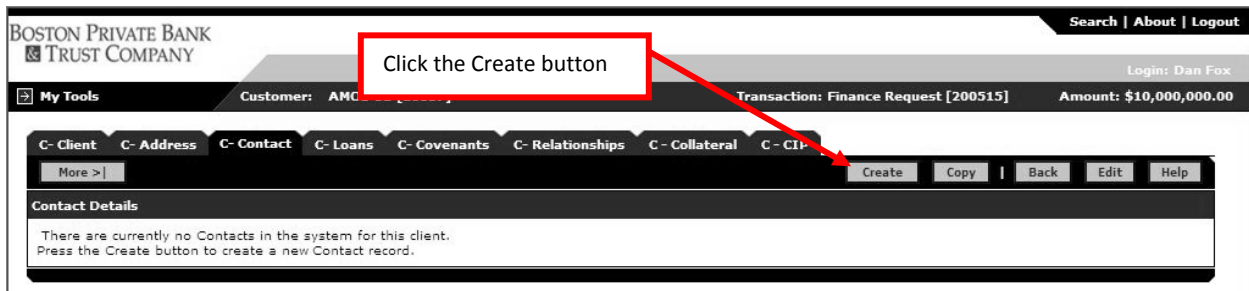 Search | About | Logout
BOSTON PRIVATE BANK
& TRUST COMPANY
Click the Create button
Login: Dan Fox
My Tools Customer: Transaction: Finance Request [200515] Amount: $10,000,000.00
C- Client C- Address C- Contact C- Loans C- Covenants C- Relationships C - Collateral C - CIP
More >| Create Copy | Back Edit Help
Contact Details
There are currently no Contacts in the system for this client.
Press the Create button to create a new Contact record.